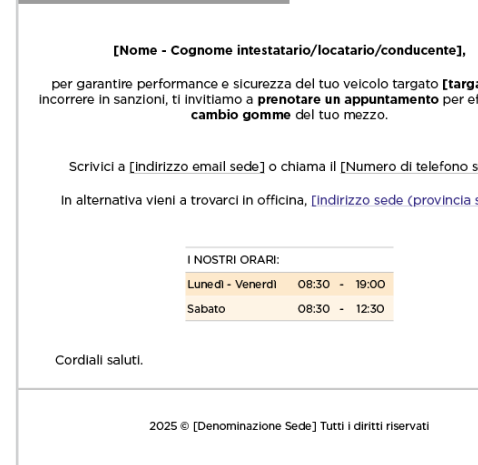 [Nome - Cognome intestatario/locatario/conducente],
per garantire performance e sicurezza del tuo veicolo targato
incorrere in sanzioni, ti invitiamo a prenotare un appuntamento per
cambio gomme del tuo mezzo.
Scrivici a [indirizzo email sede] o chiama il [Numero di telefono
In alternativa vieni a trovarci in officina, [indirizzo sede (provincia
I NOSTRI ORARI:
Lunedì - Venerdì 08:30 - 19:00
Sabato 08:30 - 12:30
Cordiali saluti.
2025 © [Denominazione Sede] Tutti i diritti riservati